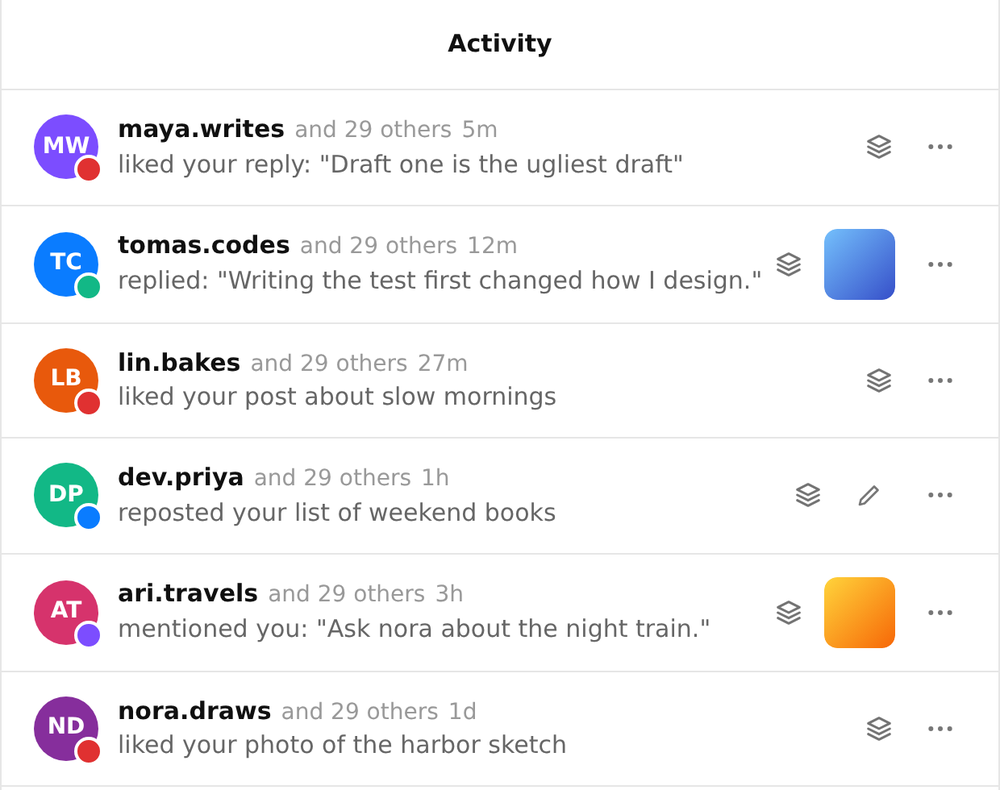 Activity
MW
maya.writes and 29 others 5m
liked your reply: "Draft one is the ugliest draft"
TC
tomas.codes and 29 others 12m
replied: "Writing the test first changed how I design."
LB
lin.bakes and 29 others 27m
liked your post about slow mornings
DP
dev.priya and 29 others 1h
reposted your list of weekend books
AT
ari.travels and 29 others 3h
mentioned you: "Ask nora about the night train."
ND
nora.draws and 29 others 1d
liked your photo of the harbor sketch